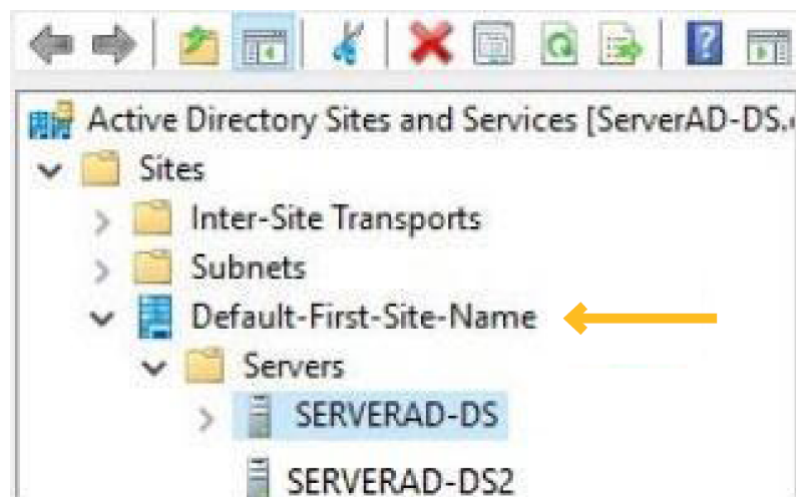 Active Directory Sites and Services [ServerAD-DS.
Sites
Inter-Site Transports
Subnets
Default-First-Site-Name
Servers
SERVERAD-DS
SERVERAD-DS2